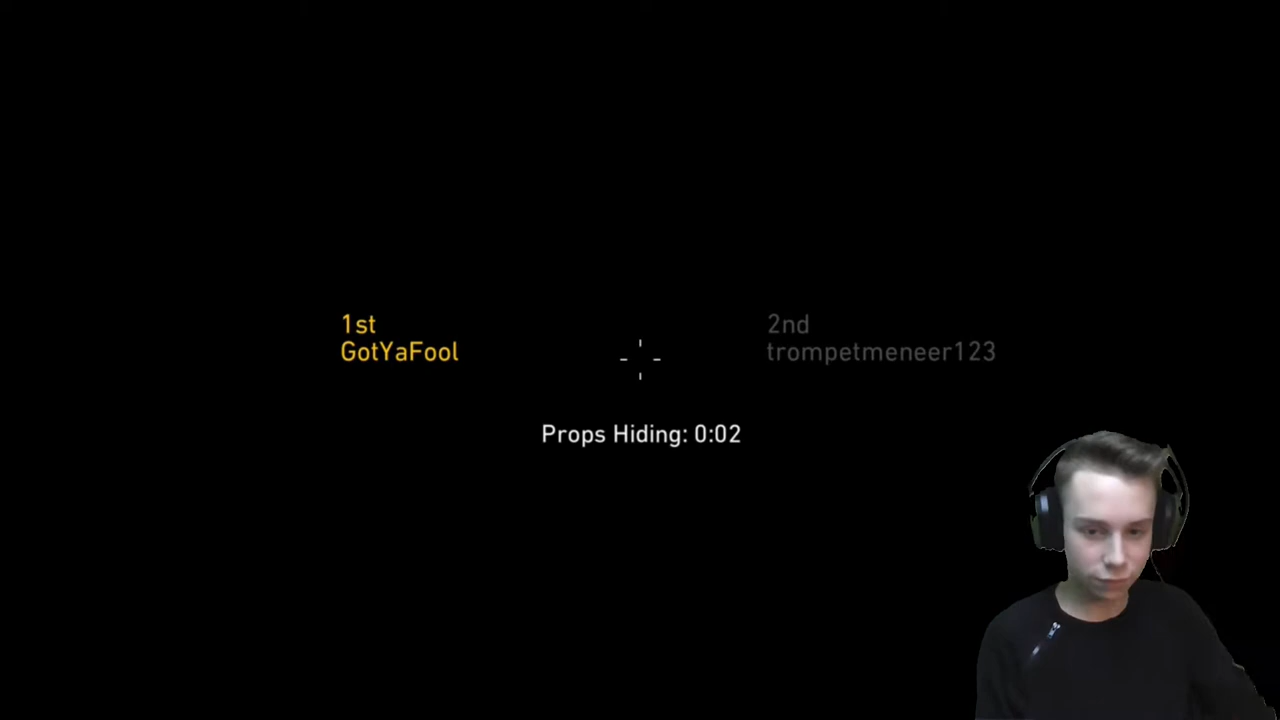 1st
GotYaFool
2nd
trompetmeneer123
Props Hiding: 0:02